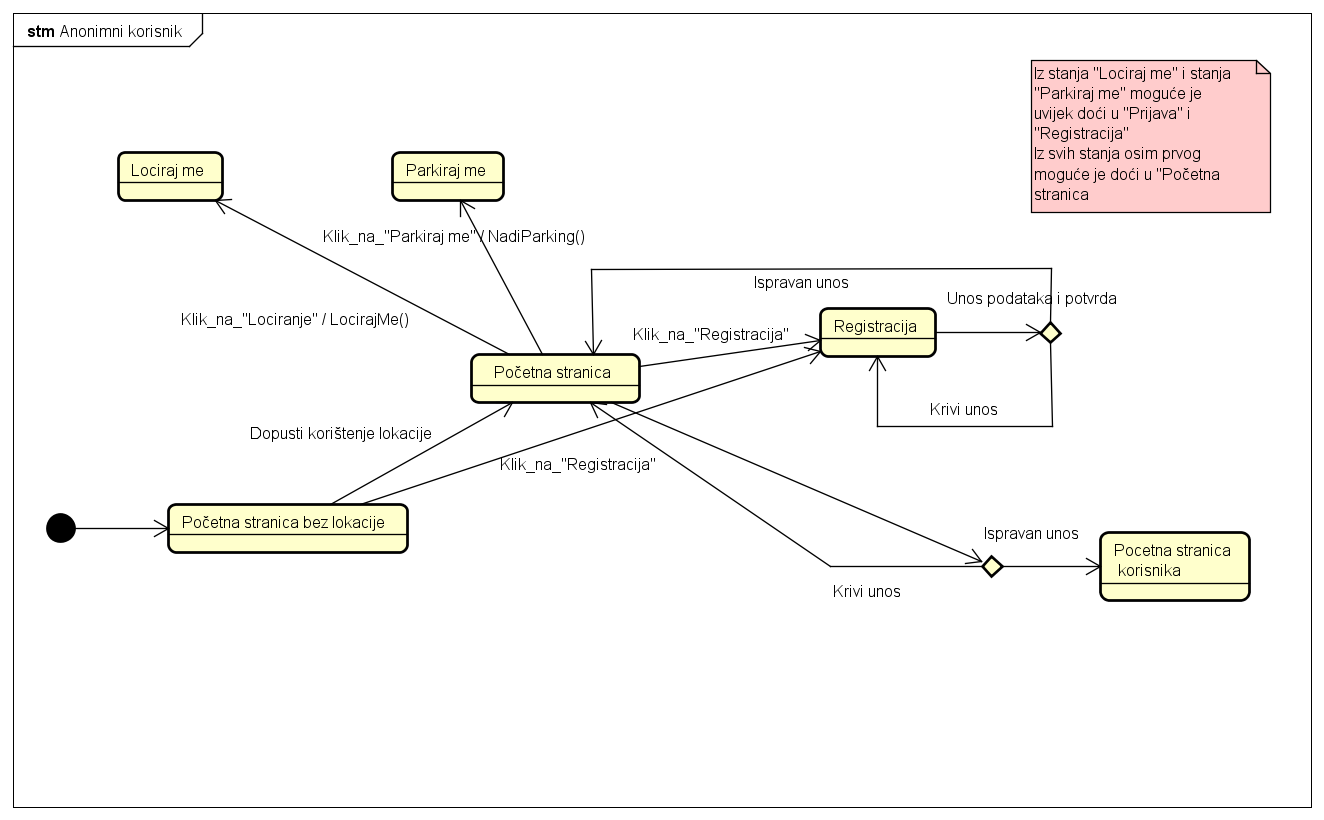 stm Anonimni korisnik
Iz stanja "Lociraj me" i stanja
"Parkiraj me" moguće je
uvijek doći u "Prijava" i
"Registracija"
Iz svih stanja osim prvog
moguće je doći u "Početna
stranica
Lociraj me
Parkiraj me
Klik_na_"Parkiraj me" / NadiParking()
Ispravan unos
Unos podataka i potvrda
Klik_na_"Lociranje" / LocirajMe()
Klik_na_"Registracija"
Registracija
Početna stranica
Krivi unos
Dopusti korištenje lokacije
Klik_na_"Registracija"
Početna stranica bez lokacije
Ispravan unos
Pocetna stranica
korisnika
Krivi unos